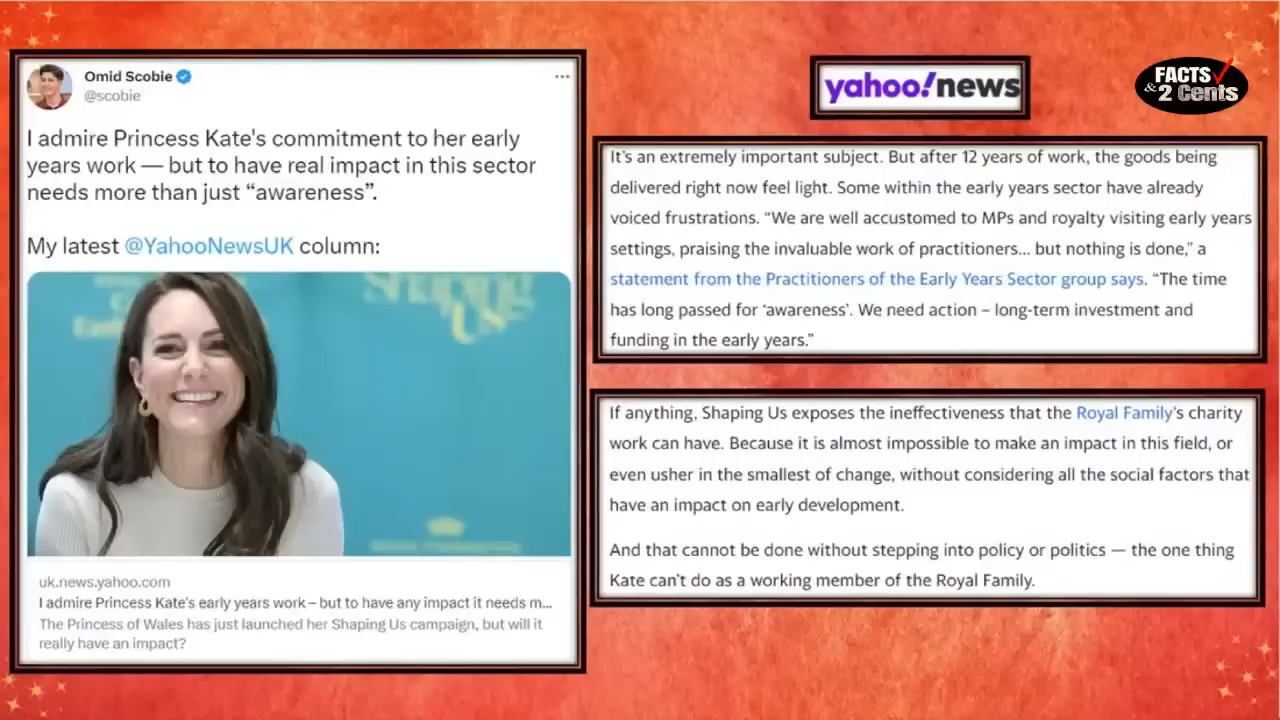 Omid Scobie
@scobie
...
I admire Princess Kate's commitment to her early
years work — but to have real impact in this sector
needs more than just “awareness”.
My latest @YahooNewsUK column:
Shaping
Us
uk.news.yahoo.com
I admire Princess Kate's early years work – but to have any impact it needs m...
The Princess of Wales has just launched her Shaping Us campaign, but will it
really have an impact?
yahoo!news
FACTS
& 2 Cents
It's an extremely important subject. But after 12 years of work, the goods being
delivered right now feel light. Some within the early years sector have already
voiced frustrations. “We are well accustomed to MPs and royalty visiting early years
settings, praising the invaluable work of practitioners... but nothing is done,” a
statement from the Practitioners of the Early Years Sector group says. “The time
has long passed for ‘awareness’. We need action – long-term investment and
funding in the early years.”
If anything, Shaping Us exposes the ineffectiveness that the Royal Family's charity
work can have. Because it is almost impossible to make an impact in this field, or
even usher in the smallest of change, without considering all the social factors that
have an impact on early development.
And that cannot be done without stepping into policy or politics — the one thing
Kate can't do as a working member of the Royal Family.